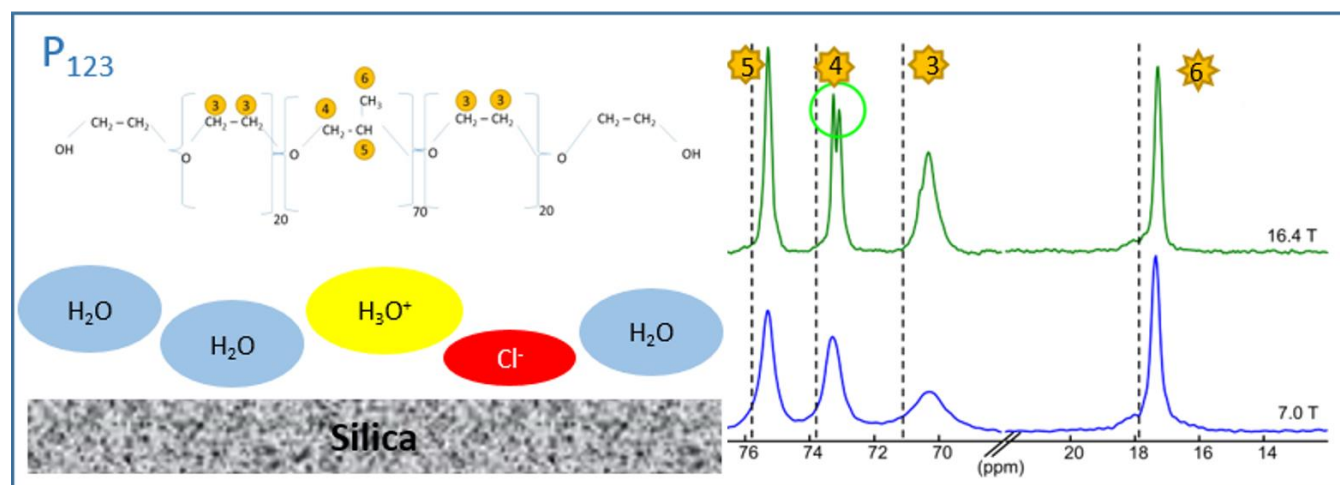 P123
6
3 3 4 CH3 3 3
CH2-CH2 CH2-CH2 CH2-CH CH2-CH2 CH2-CH2
OH O O 5 O O OH
20 70 20
H2O H2O H3O+ Cl- H2O
Silica
5 4 3 6
16.4 T
7.0 T
76 74 72 70 20 18 16 14
(ppm)